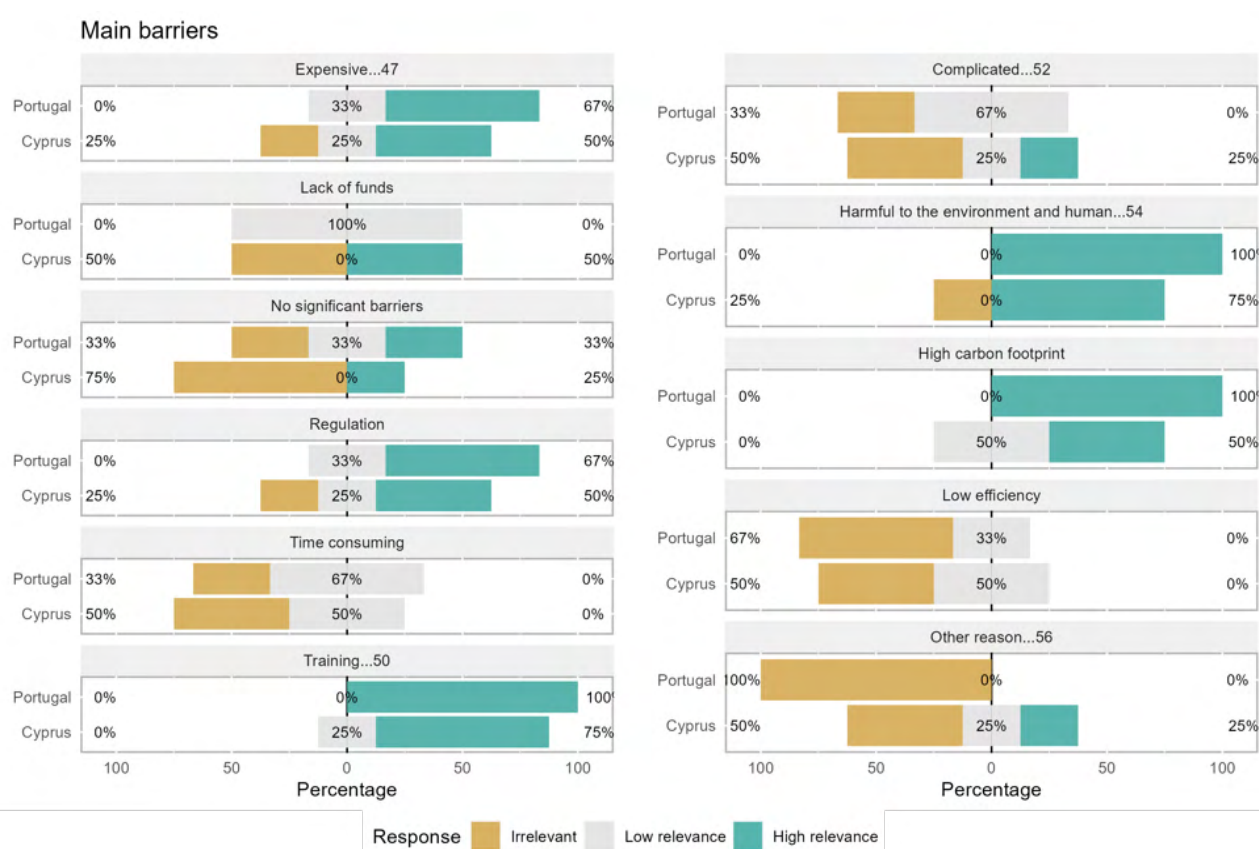 Main barriers
Expensive...47
Portugal 0% 33% 67%
Cyprus 25% 25% 50%
Lack of funds
Portugal 0% 100% 0%
Cyprus 50% 0% 50%
No significant barriers
Portugal 33% 33% 33%
Cyprus 75% 0% 25%
Regulation
Portugal 0% 33% 67%
Cyprus 25% 25% 50%
Time consuming
Portugal 33% 67% 0%
Cyprus 50% 50% 0%
Training...50
Portugal 0% 0% 100%
Cyprus 0% 25% 75%
100 50 0 50 100
Percentage
Complicated...52
Portugal 33% 67% 0%
Cyprus 50% 25% 25%
Harmful to the environment and human...54
Portugal 0% 0% 100%
Cyprus 25% 0% 75%
High carbon footprint
Portugal 0% 0% 100%
Cyprus 0% 50% 50%
Low efficiency
Portugal 67% 33% 0%
Cyprus 50% 50% 0%
Other reason...56
Portugal 100% 0% 0%
Cyprus 50% 25% 25%
100 50 0 50 100
Percentage
Response Irrelevant Low relevance High relevance